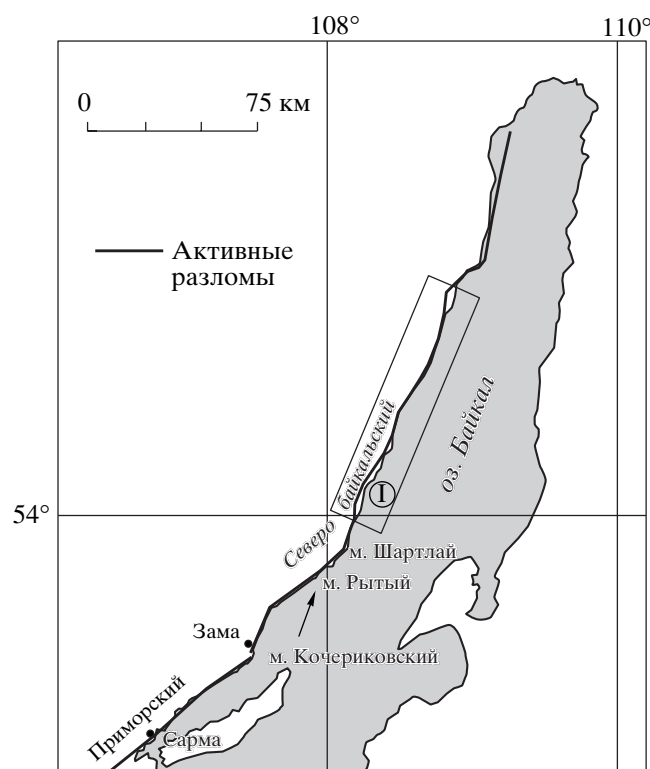 108°
110°
0
75 км
Активные
разломы
оз. Байкал
байкальский
I
54°
Северо
м. Шартлай
м. Рытый
Зама
м. Кочериковский
Приморский
Сарма